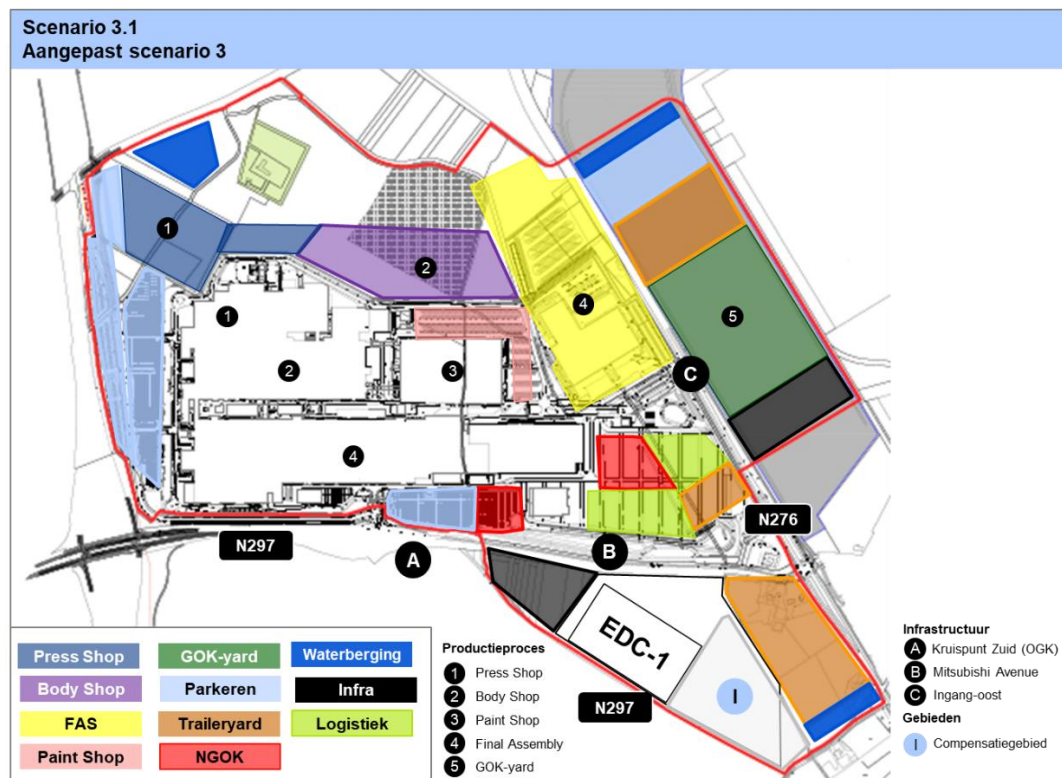 Scenario 3.1
Aangepast scenario 3
1
2
4
5
1
2
3
C
4
N276
N297
A
B
EDC-1
I
N297
Press Shop
GOK-yard
Waterberging
Body Shop
Parkeren
Infra
FAS
Traileryard
Logistiek
Paint Shop
NGOK
Productieproces
1 Press Shop
2 Body Shop
3 Paint Shop
4 Final Assembly
5 GOK-yard
Infrastructuur
A Kruispunt Zuid (OGK)
B Mitsubishi Avenue
C Ingang-oost
Gebieden
I Compensatiegebied